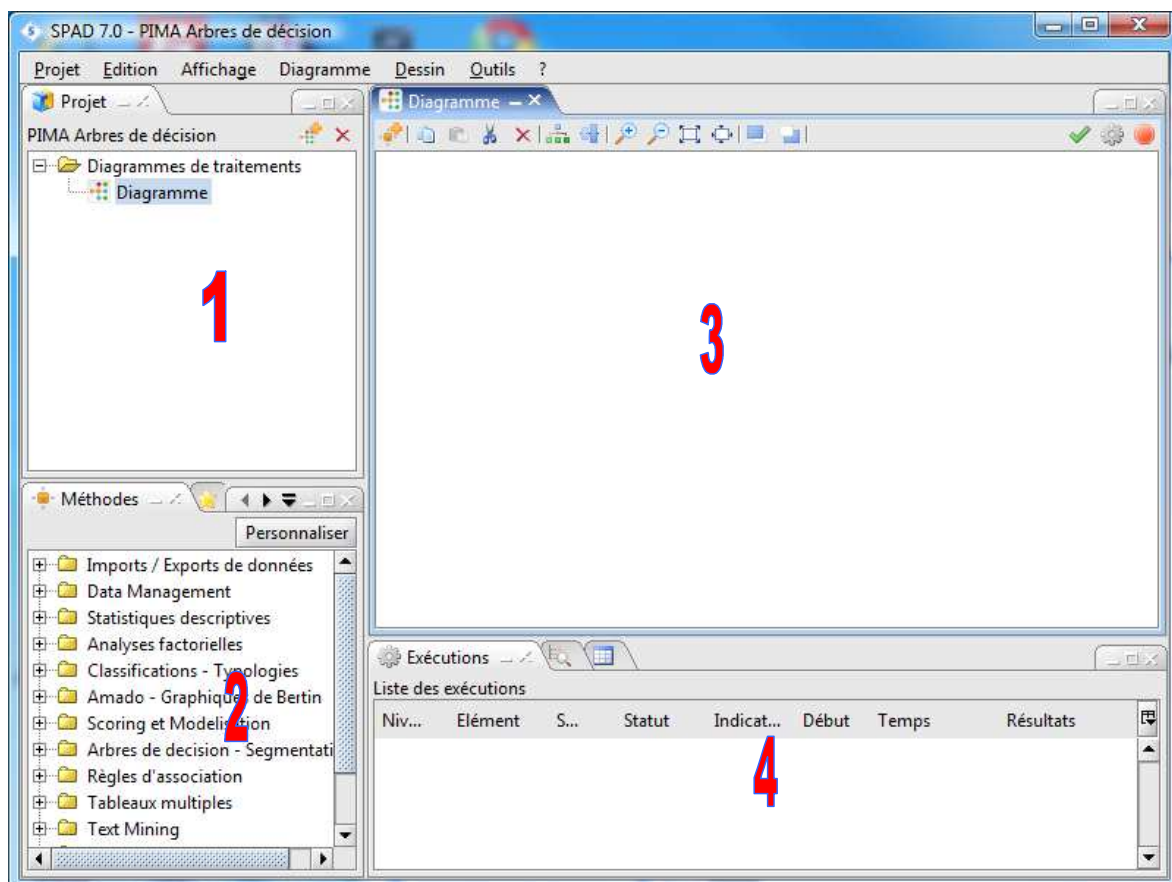 SPAD 7.0 - PIMA Arbres de décision
Projet Edition Affichage Diagramme Dessin Outils ?
Projet
PIMA Arbres de décision
Diagrammes de traitements
Diagramme
1
Méthodes
Personnaliser
Imports / Exports de données
Data Management
Statistiques descriptives
Analyses factorielles
Classifications - Typologies
Amado - Graphiques de Bertin
Scoring et Modelisation
Arbres de decision - Segmentati
Règles d'association
Tableaux multiples
Text Mining
2
Diagramme
3
Exécutions
Liste des exécutions
Niv... Elément S... Statut Indicat... Début Temps Résultats
4